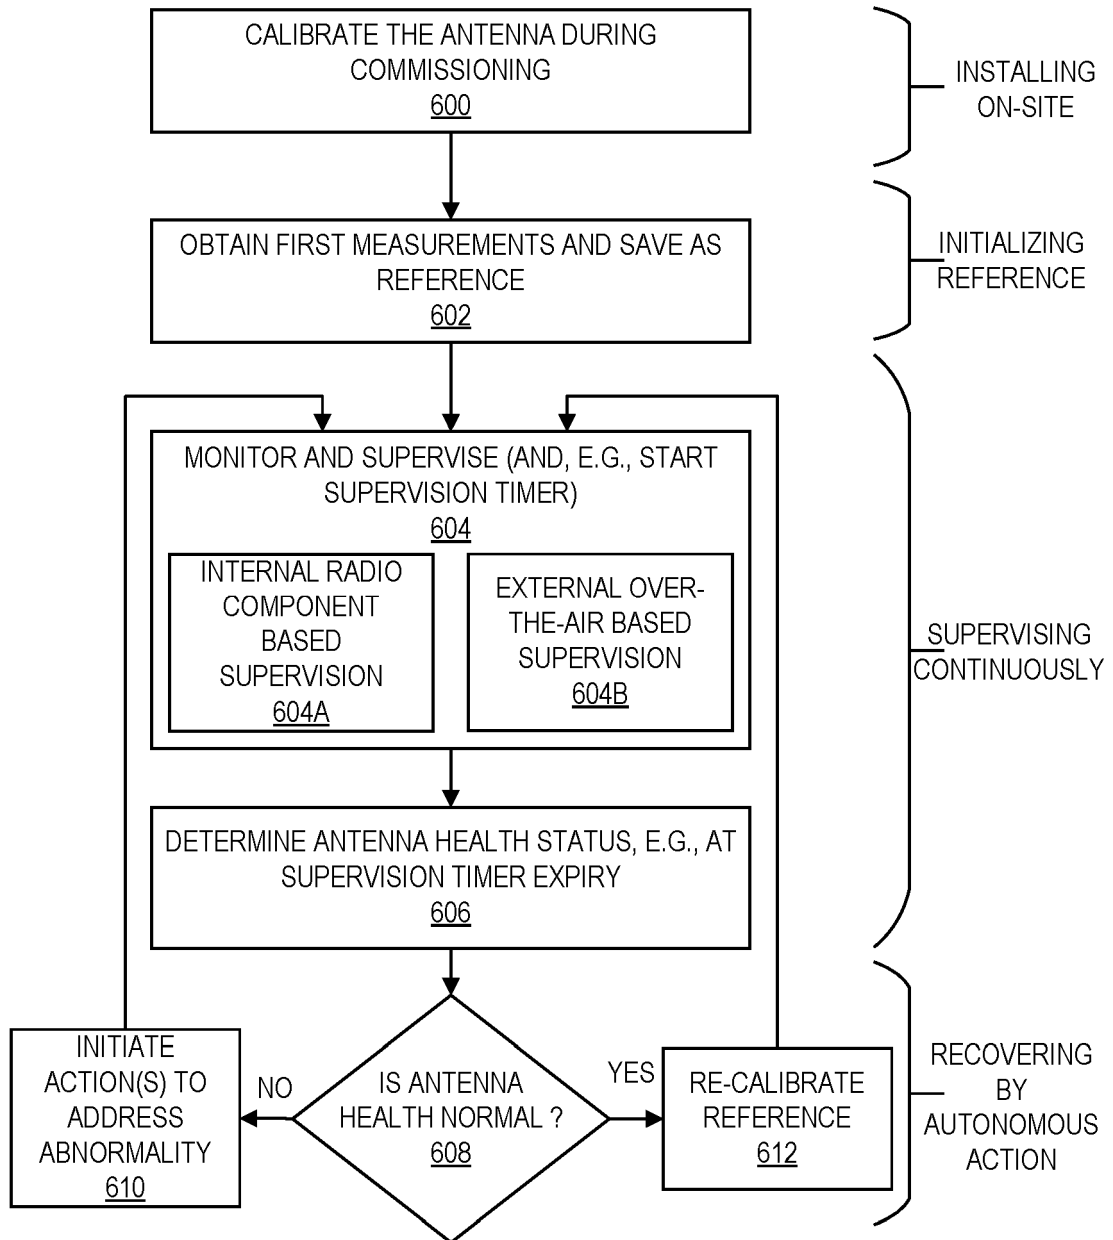 CALIBRATE THE ANTENNA DURING
COMMISSIONING
600
INSTALLING
ON-SITE
OBTAIN FIRST MEASUREMENTS AND SAVE AS
REFERENCE
602
INITIALIZING
REFERENCE
MONITOR AND SUPERVISE (AND, E.G., START
SUPERVISION TIMER)
604
INTERNAL RADIO
COMPONENT
BASED
SUPERVISION
604A
EXTERNAL OVER-
THE-AIR BASED
SUPERVISION
604B
SUPERVISING
CONTINUOUSLY
DETERMINE ANTENNA HEALTH STATUS, E.G., AT
SUPERVISION TIMER EXPIRY
606
INITIATE
ACTION(S) TO
ADDRESS
ABNORMALITY
610
NO
IS ANTENNA
HEALTH NORMAL ?
608
YES
RE-CALIBRATE
REFERENCE
612
RECOVERING
BY
AUTONOMOUS
ACTION